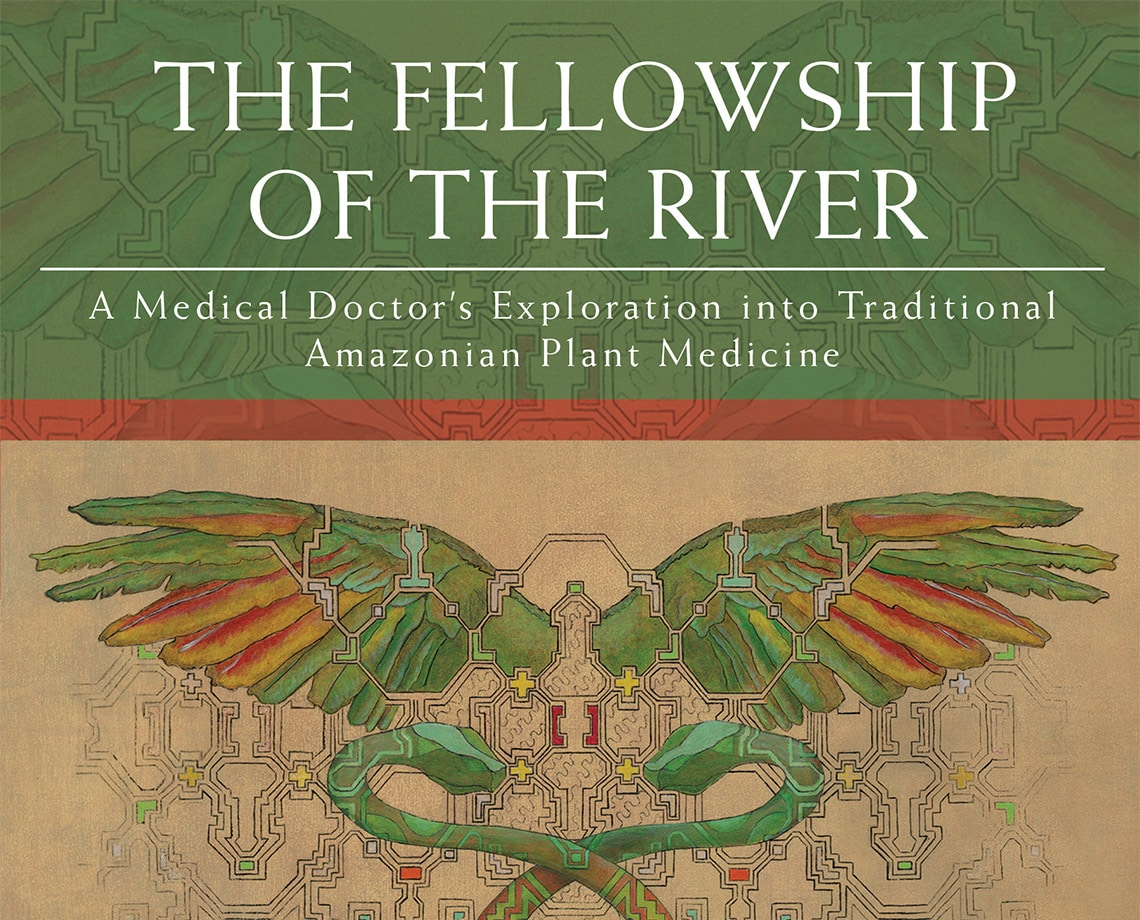 THE FELLOWSHIP
OF THE RIVER
A Medical Doctor's Exploration into Traditional
Amazonian Plant Medicine